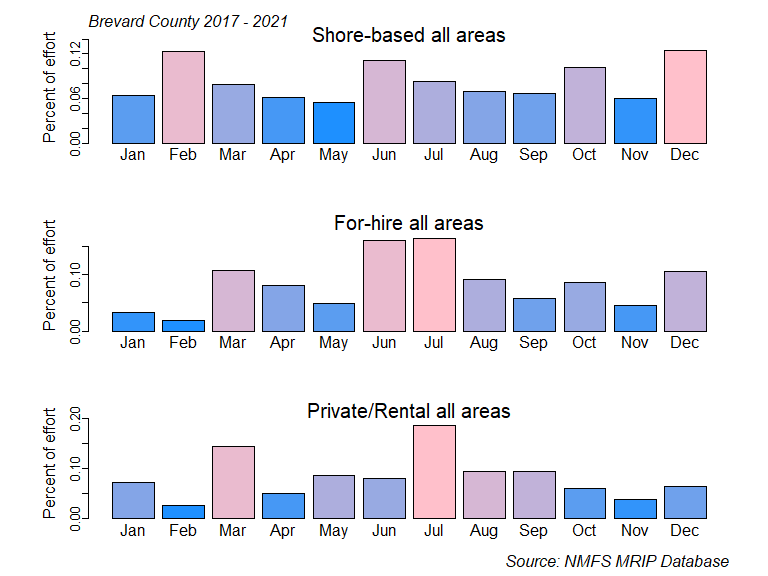 Brevard County 2017 - 2021
Shore-based all areas
Percent of effort
0.00 0.06 0.12
Jan Feb Mar Apr May Jun Jul Aug Sep Oct Nov Dec
For-hire all areas
Percent of effort
0.00 0.10
Jan Feb Mar Apr May Jun Jul Aug Sep Oct Nov Dec
Private/Rental all areas
Percent of effort
0.00 0.10 0.20
Jan Feb Mar Apr May Jun Jul Aug Sep Oct Nov Dec
Source: NMFS MRIP Database